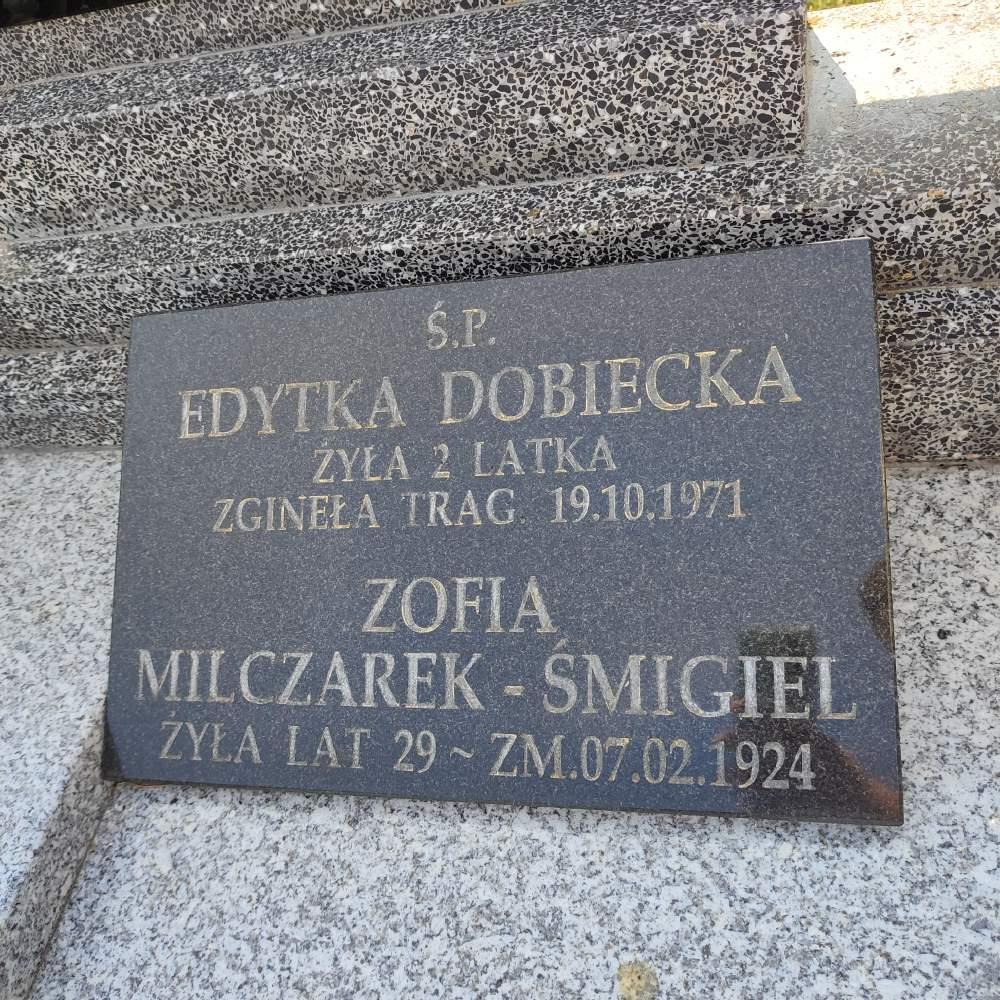 Ś.P.
EDYTKA DOBIECKA
ŻYŁA 2 LATKA
ZGINEŁA TRAG. 19.10.1971
ZOFIA
MILCZAREK - ŚMIGIEL
ŻYŁA LAT 29 ~ ZM.07.02.1924